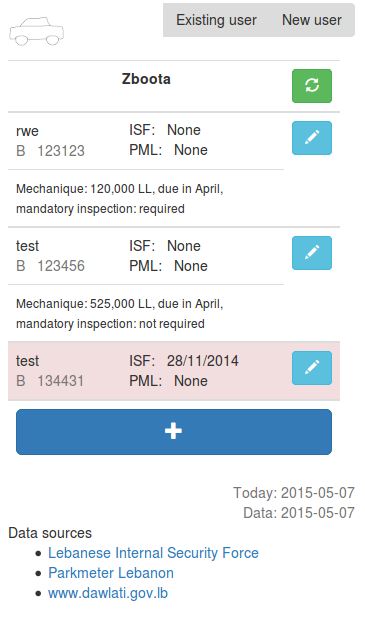 Existing user New user
Zboota
rwe ISF: None
B 123123 PML: None
Mechanique: 120,000 LL, due in April,
mandatory inspection: required
test ISF: None
B 123456 PML: None
Mechanique: 525,000 LL, due in April,
mandatory inspection: not required
test ISF: 28/11/2014
B 134431 PML: None
Today: 2015-05-07
Data: 2015-05-07
Data sources
Lebanese Internal Security Force
Parkmeter Lebanon
www.dawlati.gov.lb